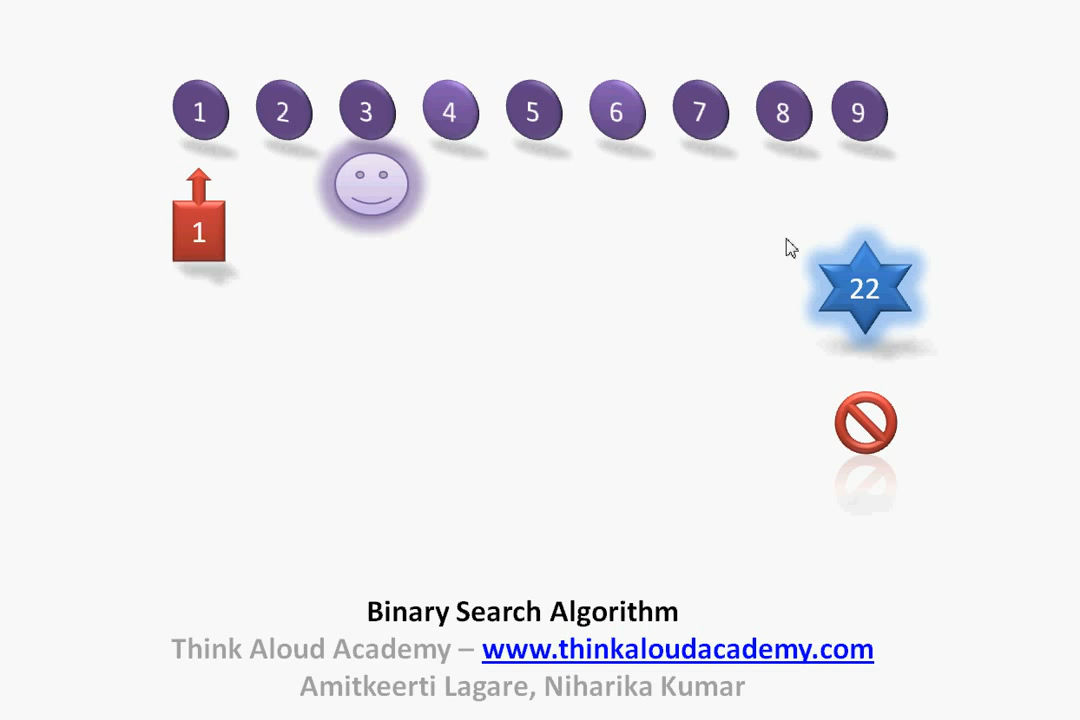 1 2 3 4 5 6 7 8 9
1
22
Binary Search Algorithm
Think Aloud Academy – www.thinkaloudacademy.com
Amitkeerti Lagare, Niharika Kumar